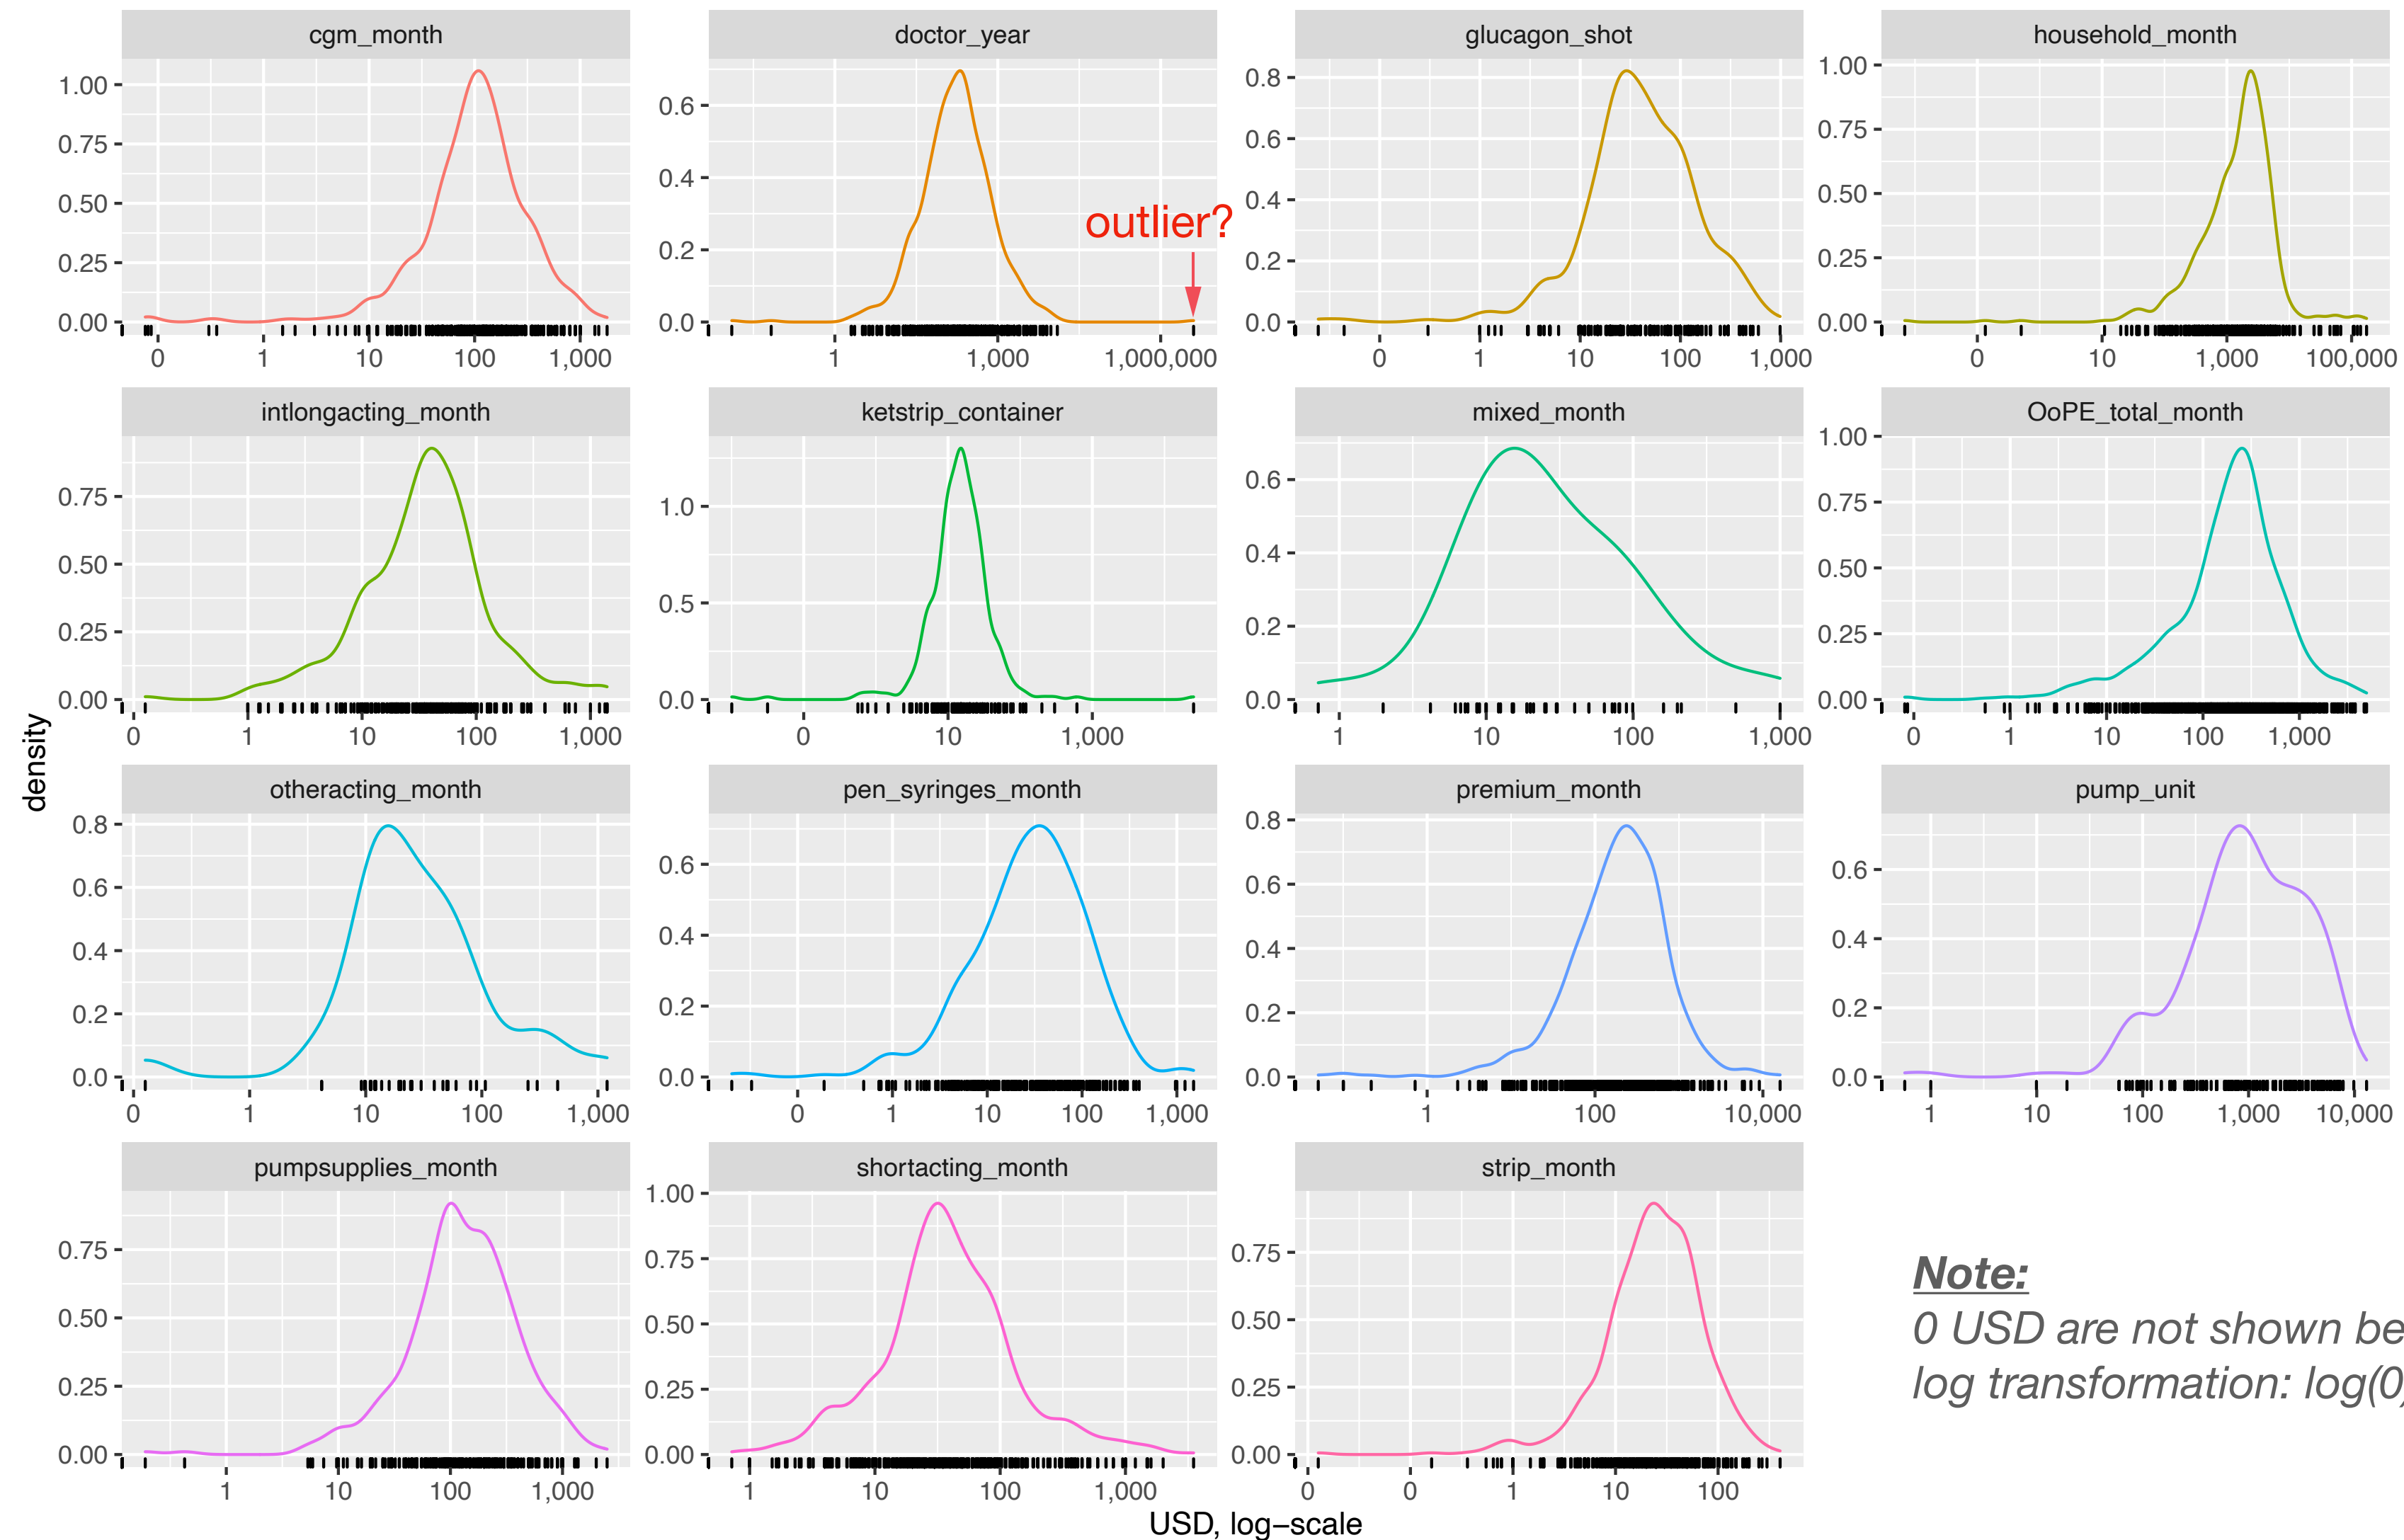 cgm_month doctor_year glucagon_shot household_month
1.00 0.75 0.50 0.25 0.00
0 1 10 100 1,000
0.6 0.4 0.2 0.0
1 1,000 1,000,000
outlier?
0.8 0.6 0.4 0.2 0.0
0 1 10 100 1,000
1.00 0.75 0.50 0.25 0.00
0 10 1,000 100,000
intlongacting_month ketstrip_container mixed_month OoPE_total_month
0.75 0.50 0.25 0.00
0 1 10 100 1,000
1.0 0.5 0.0
0 10 1,000
0.6 0.4 0.2 0.0
1 10 100 1,000
1.00 0.75 0.50 0.25 0.00
0 1 10 100 1,000
density
otheracting_month pen_syringes_month premium_month pump_unit
0.8 0.6 0.4 0.2 0.0
0 1 10 100 1,000
0.6 0.4 0.2 0.0
0 1 10 100 1,000
0.8 0.6 0.4 0.2 0.0
1 100 10,000
0.6 0.4 0.2 0.0
1 10 100 1,000 10,000
pumpsupplies_month shortacting_month strip_month
0.75 0.50 0.25 0.00
1 10 100 1,000
1.00 0.75 0.50 0.25 0.00
1 10 100 1,000
0.75 0.50 0.25 0.00
0 0 1 10 100
Note:
0 USD are not shown be
log transformation: log(0
USD, log−scale